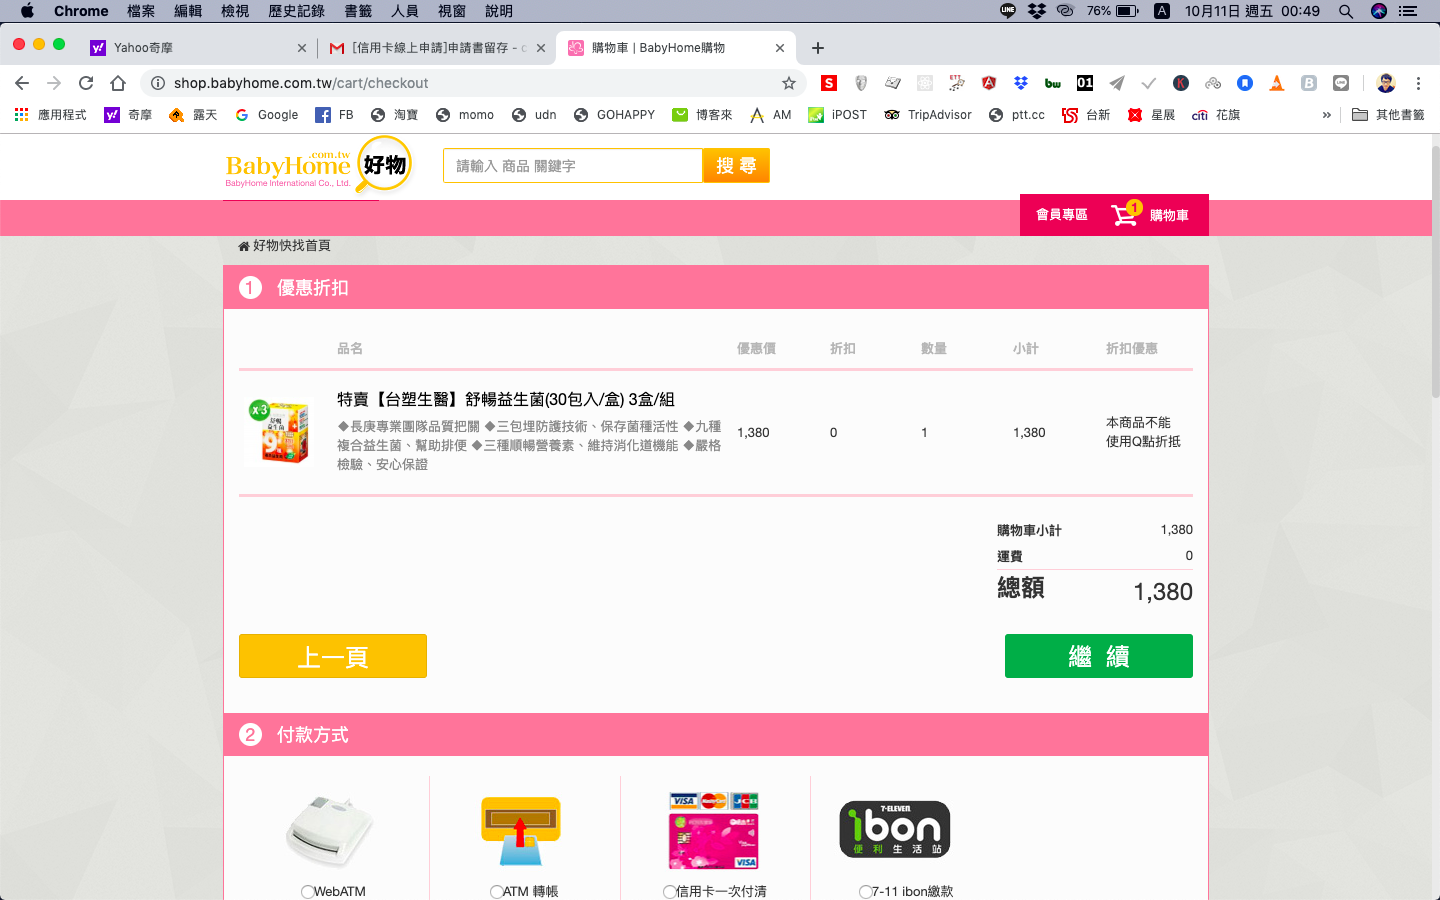 Chrome 檔案 編輯 檢視 歷史記錄 書籤 人員 視窗 說明 LINE 76% A 10月11日 週五 00:49
Yahoo奇摩 [信用卡線上申請]申請書留存 - 購物車 | BabyHome購物
shop.babyhome.com.tw/cart/checkout
應用程式 奇摩 露天 Google FB 淘寶 momo udn GOHAPPY 博客來 AM iPOST TripAdvisor ptt.cc 台新 citi 星展 花旗 » 其他書籤
.com.tw
BabyHome 好物
BabyHome International Co., Ltd.
請輸入 商品 關鍵字 搜 尋
會員專區 1 購物車
好物快找首頁
1 優惠折扣
品名 優惠價 折扣 數量 小計 折扣優惠
x3
特賣【台塑生醫】舒暢益生菌(30包入/盒) 3盒/組
◆長庚專業團隊品質把關 ◆三包埋防護技術、保存菌種活性 ◆九種
複合益生菌、幫助排便 ◆三種順暢營養素、維持消化道機能 ◆嚴格
檢驗、安心保證
1,380 0 1 1,380
本商品不能
使用Q點折抵
購物車小計 1,380
運費 0
總額 1,380
上一頁 繼 續
2 付款方式
VISA MasterCard JCB
VISA
7-ELEVEN
ibon
便利生活站
WebATM ATM 轉帳 信用卡一次付清 7-11 ibon繳款